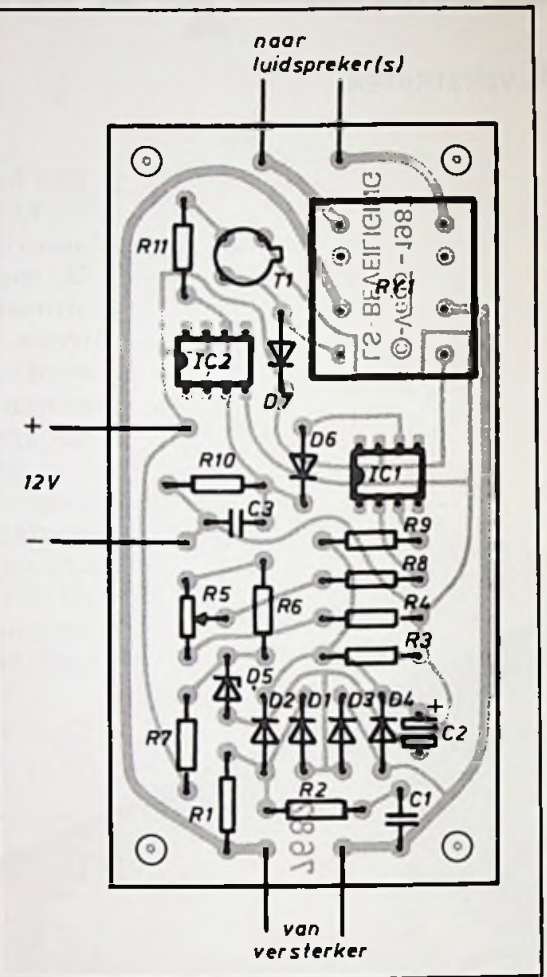 naar
luidspreker(s)
LS-BEVEILIGING
R11
T1
RY1
IC2
D7
+
D6
12V
R10
IC1
C3
-
R9
R8
R5
R6
R4
R3
D5
D2
D1
D3
D4
+
C2
R7
R2
C1
R1
van
versterker